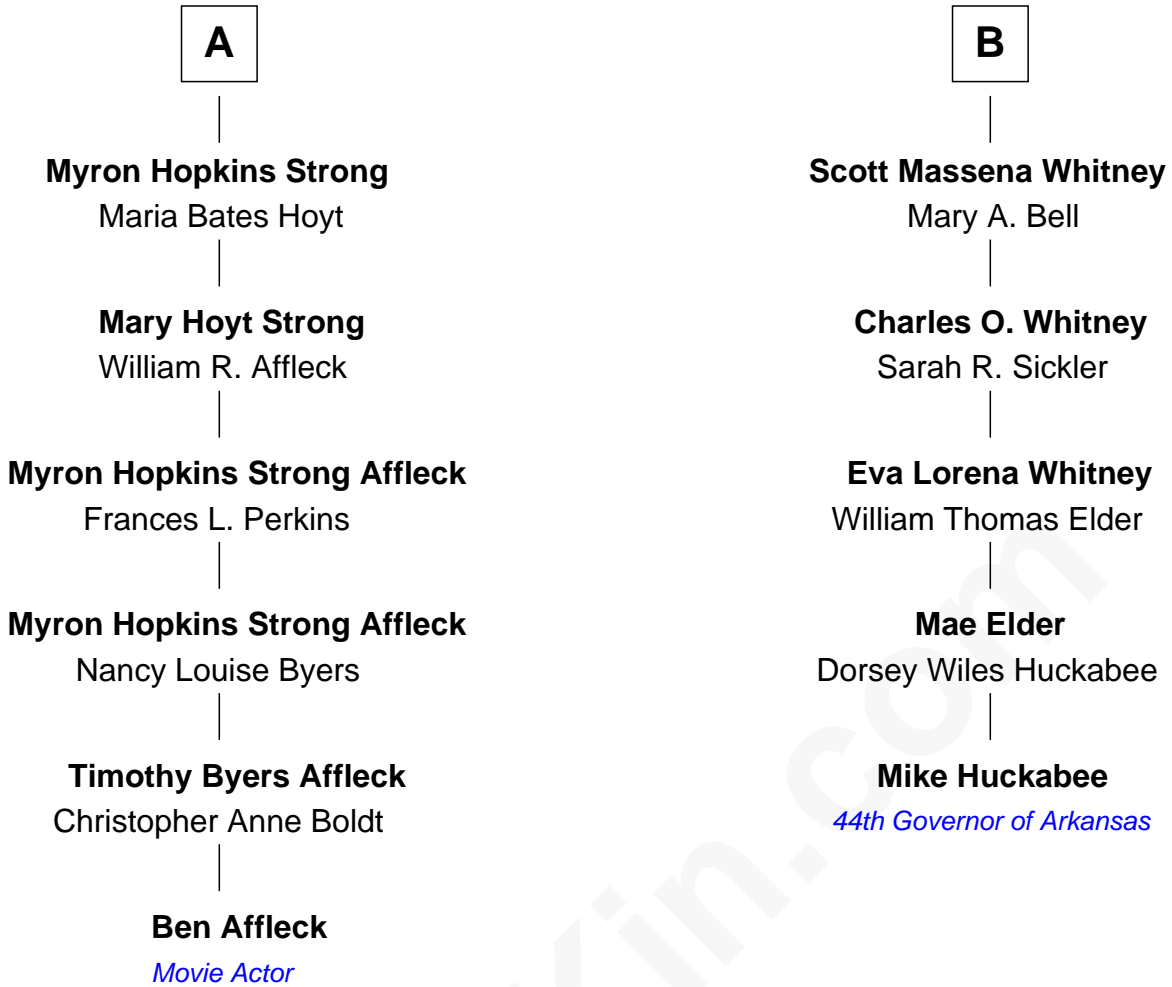 A
Myron Hopkins Strong
Maria Bates Hoyt
Mary Hoyt Strong
William R. Affleck
Myron Hopkins Strong Affleck
Frances L. Perkins
Myron Hopkins Strong Affleck
Nancy Louise Byers
Timothy Byers Affleck
Christopher Anne Boldt
Ben Affleck
Movie Actor
B
Scott Massena Whitney
Mary A. Bell
Charles O. Whitney
Sarah R. Sickler
Eva Lorena Whitney
William Thomas Elder
Mae Elder
Dorsey Wiles Huckabee
Mike Huckabee
44th Governor of Arkansas
Kin.com